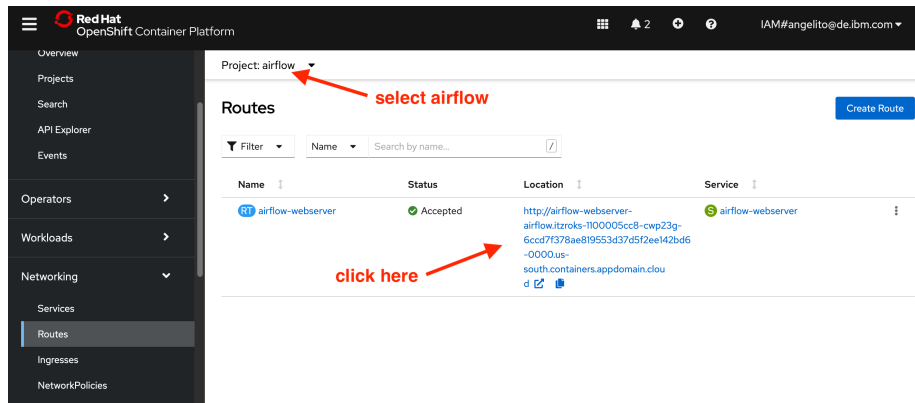 Red Hat
OpenShift Container Platform
2
IAM#angelito@de.ibm.com
Overview
Projects
Search
API Explorer
Events
Operators
Workloads
Networking
Services
Routes
Ingresses
NetworkPolicies
Project: airflow
select airflow
Routes
Create Route
Filter
Name
Search by name...
/
Name
Status
Location
Service
RT airflow-webserver
Accepted
http://airflow-webserver-
airflow.itzroks-1100005cc8-cwp23g-
6ccd7f378ae819553d37d5f2ee142bd6
-0000.us-
south.containers.appdomain.clou
d
S airflow-webserver
click here